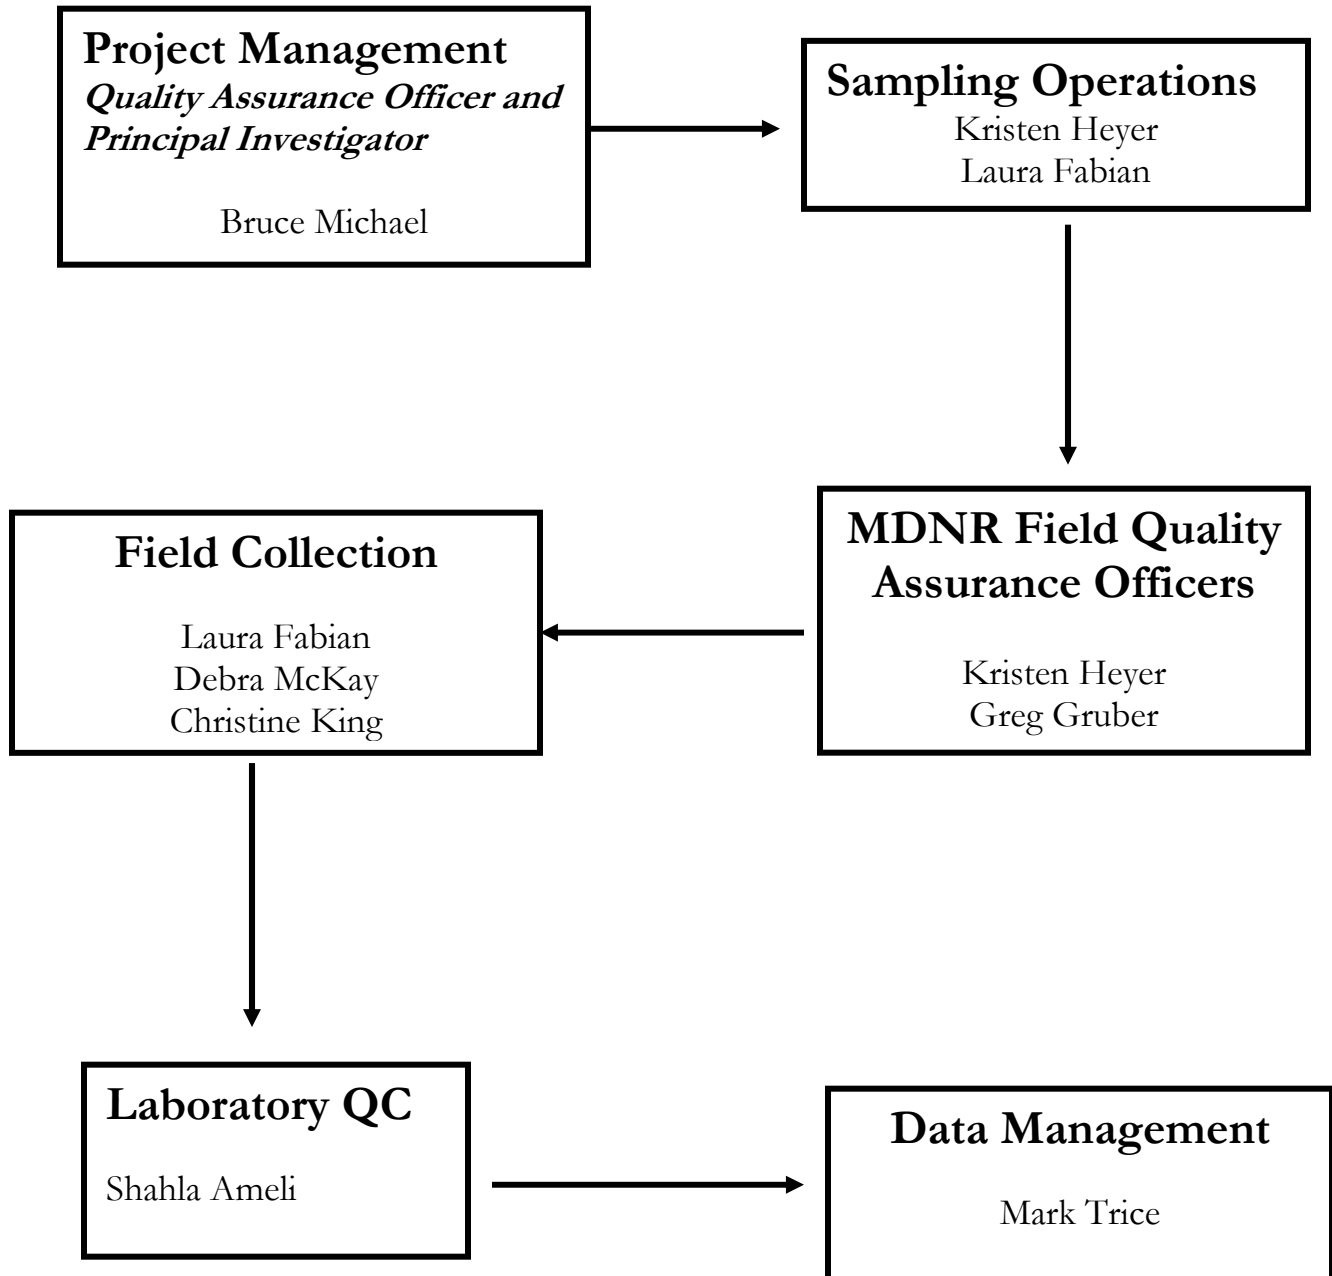 Project Management
Quality Assurance Officer and
Principal Investigator
Bruce Michael
Sampling Operations
Kristen Heyer
Laura Fabian
MDNR Field Quality
Assurance Officers
Kristen Heyer
Greg Gruber
Field Collection
Laura Fabian
Debra McKay
Christine King
Laboratory QC
Shahla Ameli
Data Management
Mark Trice